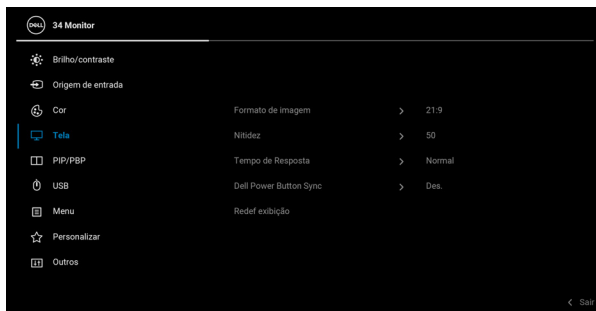 DELL 34 Monitor
Brilho/contraste
Origem de entrada
Cor Formato de imagem 21:9
Tela Nitidez 50
PIP/PBP Tempo de Resposta Normal
USB Dell Power Button Sync Des.
Menu Redef exibição
Personalizar
Outros
Sair